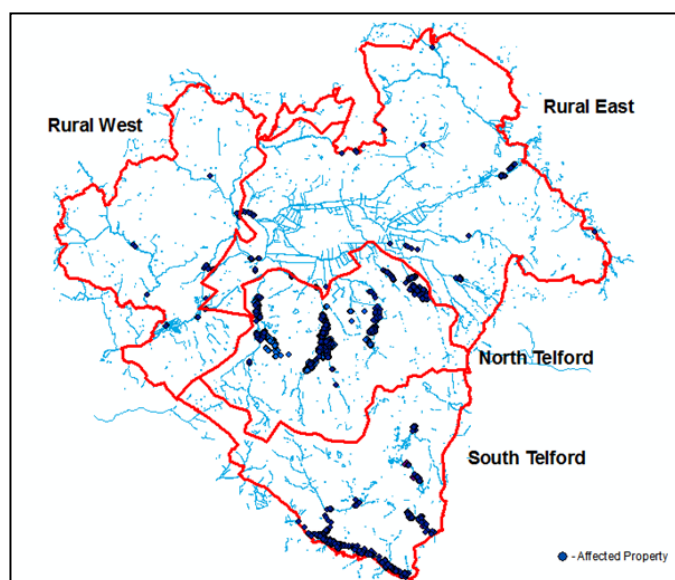 Rural West
Rural East
North Telford
South Telford
- Affected Property